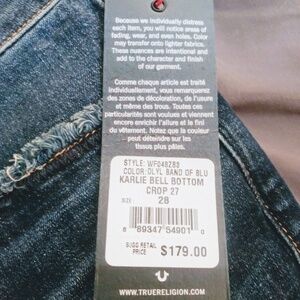 Because we individually distress
each item, you will notice areas of
fading, wear, and even holes. Color
may transfer onto lighter fabrics.
These nuances are intentional and
add to the character and finish
of our garment.
Comme chaque article est traité
individuellement, vous remarquerez
des zones de décoloration, de l'usure
et même des trous. Toutes ces
particularités sont voulues et viennent
encore enrichir l'allure et le fini
du vêtement. Notez que la couleur
peut déteindre sur les
tissus plus pâles.
STYLE: WF048Z83
COLOR: DLYL BAND OF BLU
KARLIE BELL BOTTOM
CROP 27
SIZE 28
8 89347 54901 0
SUGG RETAIL
PRICE $179.00
WWW.TRUERELIGION.COM